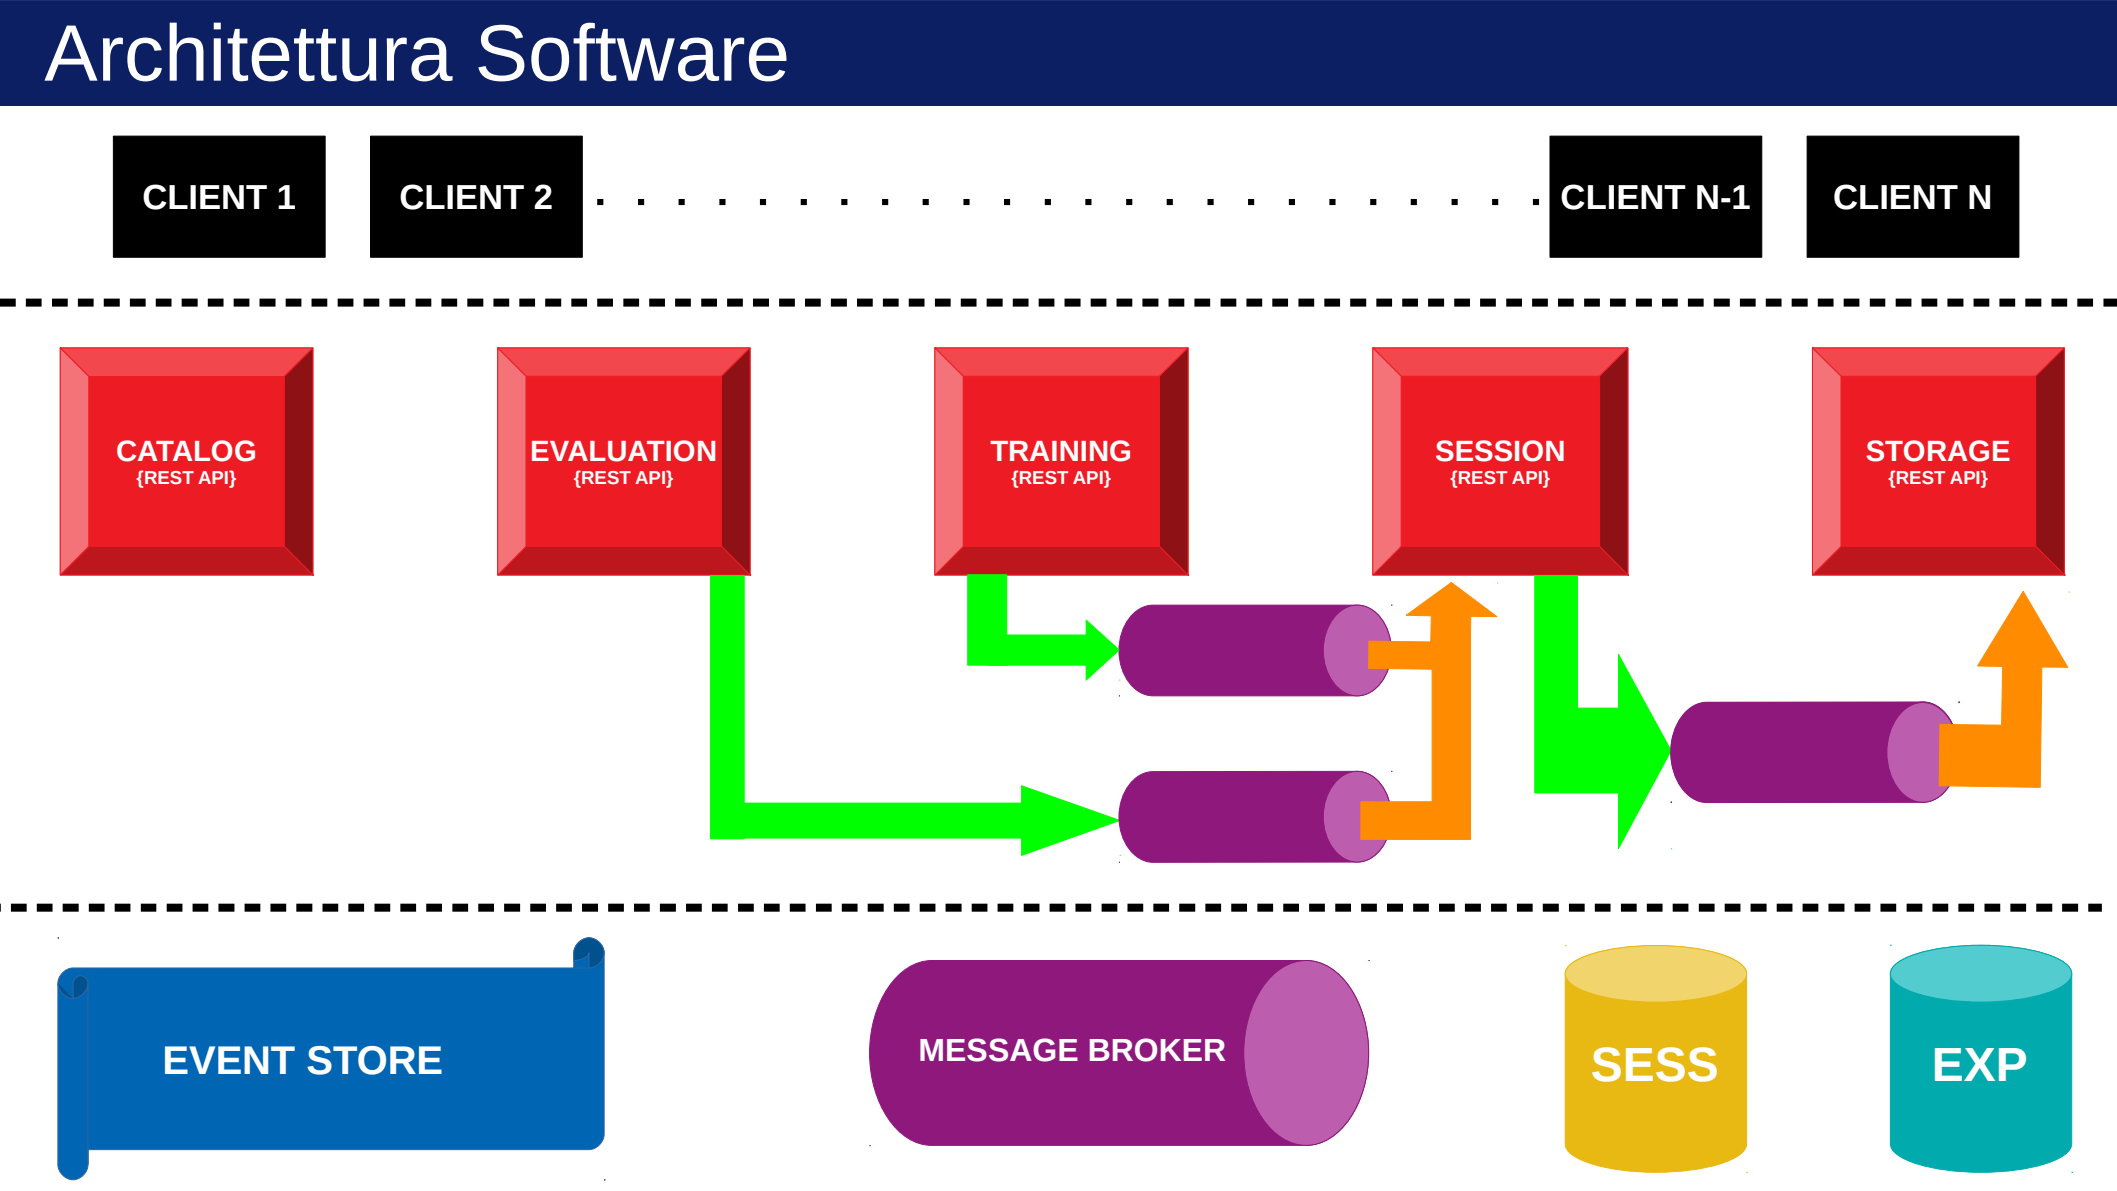 Architettura Software
CLIENT 1
CLIENT 2
CLIENT N-1
CLIENT N
CATALOG
{REST API}
EVALUATION
{REST API}
TRAINING
{REST API}
SESSION
{REST API}
STORAGE
{REST API}
EVENT STORE
MESSAGE BROKER
SESS
EXP